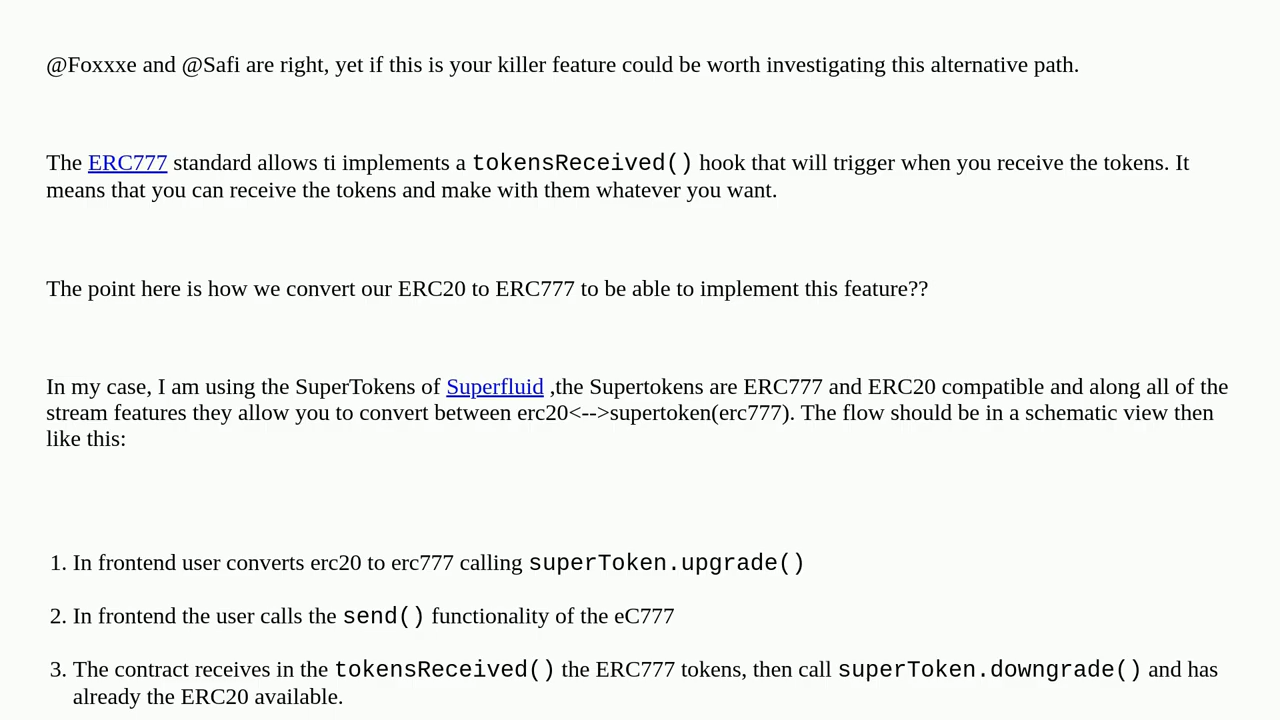 @Foxxxe and @Safi are right, yet if this is your killer feature could be worth investigating this alternative path.
The ERC777 standard allows ti implements a tokensReceived() hook that will trigger when you receive the tokens. It
means that you can receive the tokens and make with them whatever you want.
The point here is how we convert our ERC20 to ERC777 to be able to implement this feature??
In my case, I am using the SuperTokens of Superfluid ,the Supertokens are ERC777 and ERC20 compatible and along all of the
stream features they allow you to convert between erc20<-->supertoken(erc777). The flow should be in a schematic view then
like this:
1. In frontend user converts erc20 to erc777 calling superToken.upgrade()
2. In frontend the user calls the send() functionality of the eC777
3. The contract receives in the tokensReceived() the ERC777 tokens, then call superToken.downgrade() and has
already the ERC20 available.